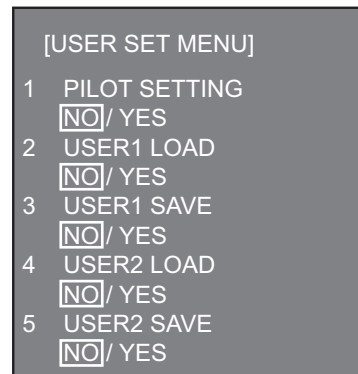 [USER SET MENU]
1 PILOT SETTING
NO / YES
2 USER1 LOAD
NO / YES
3 USER1 SAVE
NO / YES
4 USER2 LOAD
NO / YES
5 USER2 SAVE
NO / YES